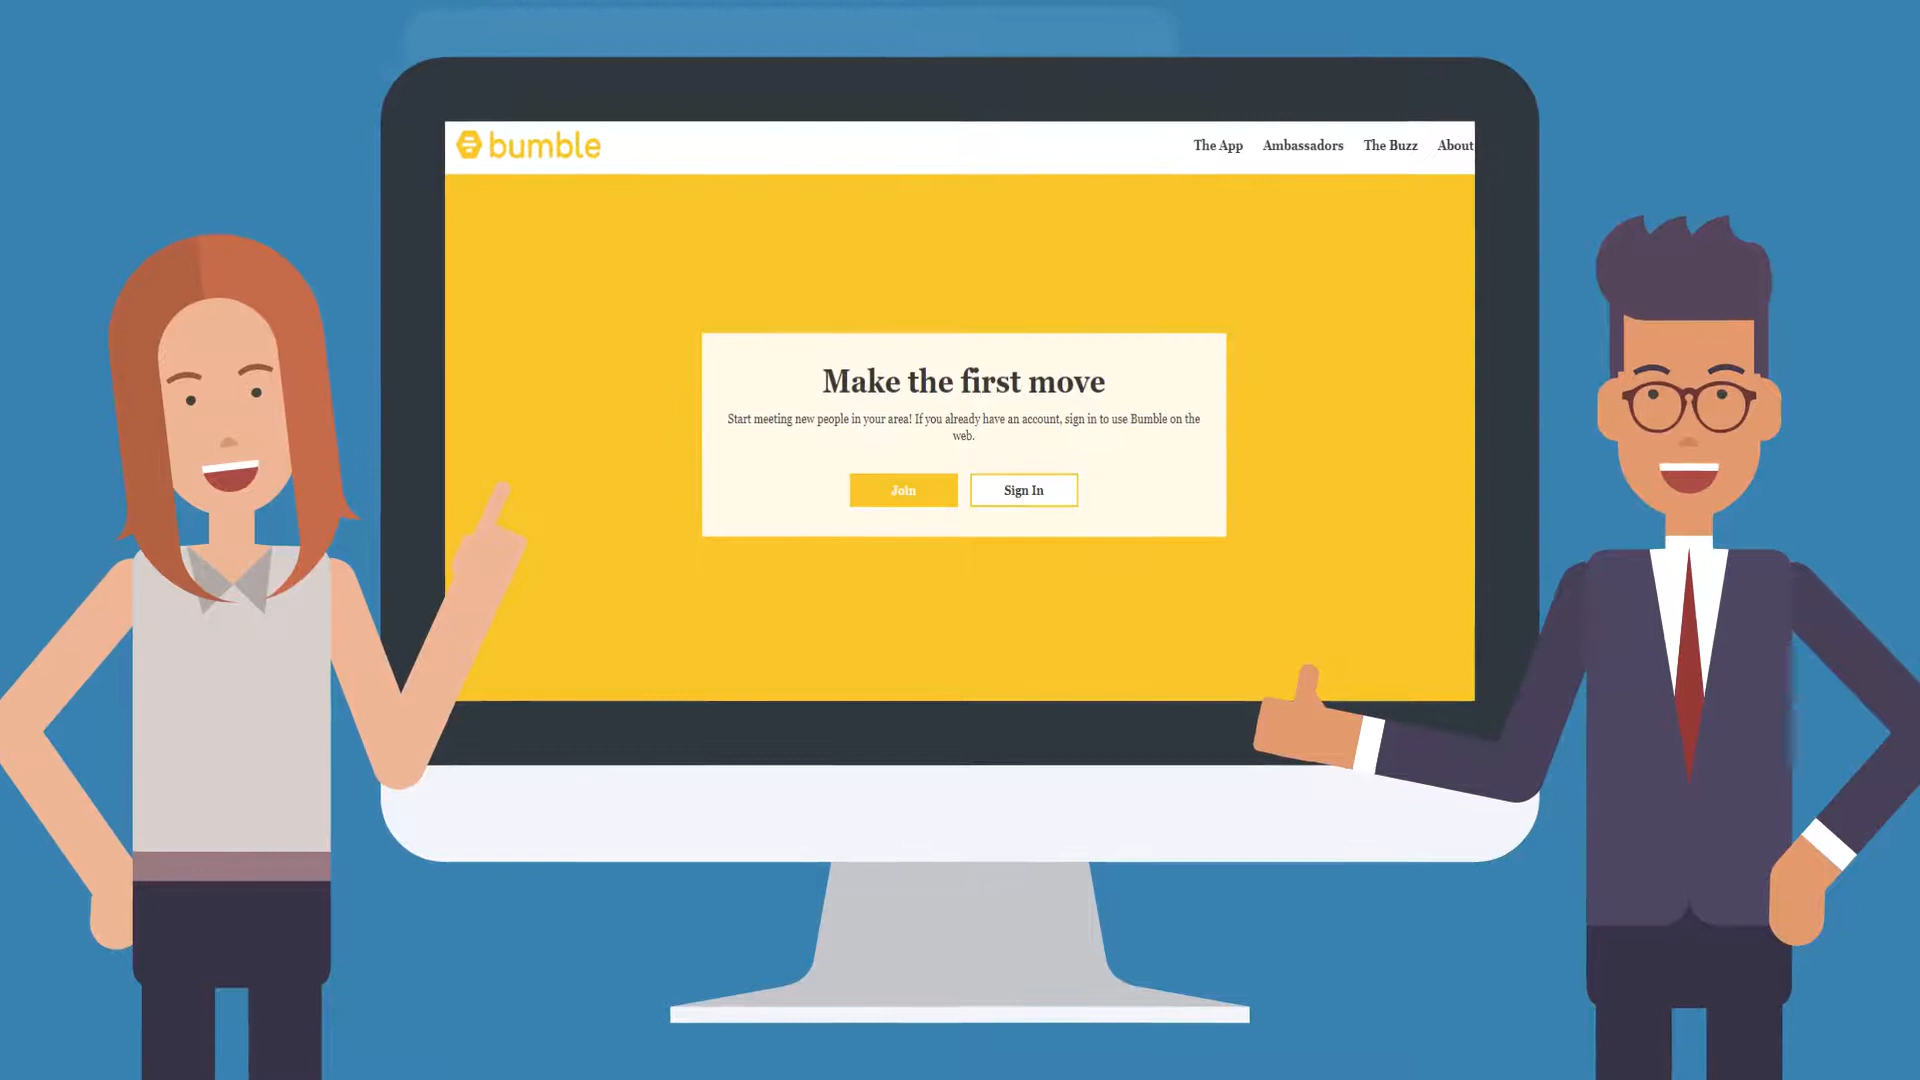 bumble
The App Ambassadors The Buzz About
Make the first move
Start meeting new people in your area! If you already have an account, sign in to use Bumble on the
web.
Join Sign In